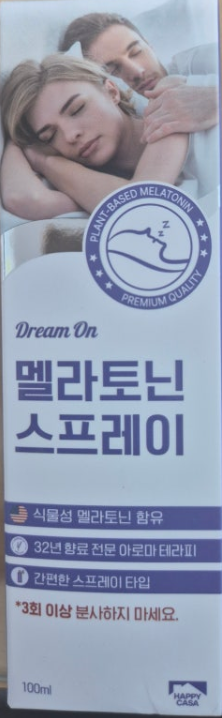 PLANT-BASED MELATONIN
z z z
PREMIUM QUALITY
Dream On
멜라토닌
스프레이
식물성 멜라토닌 함유
32년 향료 전문 아로마 테라피
간편한 스프레이 타입
*3회 이상 분사하지 마세요.
100ml
HAPPY
CASA